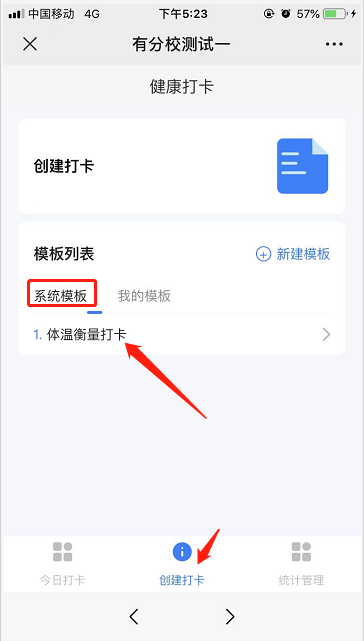 中国移动 4G 下午5:23 57%
有分校测试一
健康打卡
创建打卡
模板列表 新建模板
系统模板 我的模板
1. 体温衡量打卡
今日打卡 创建打卡 统计管理